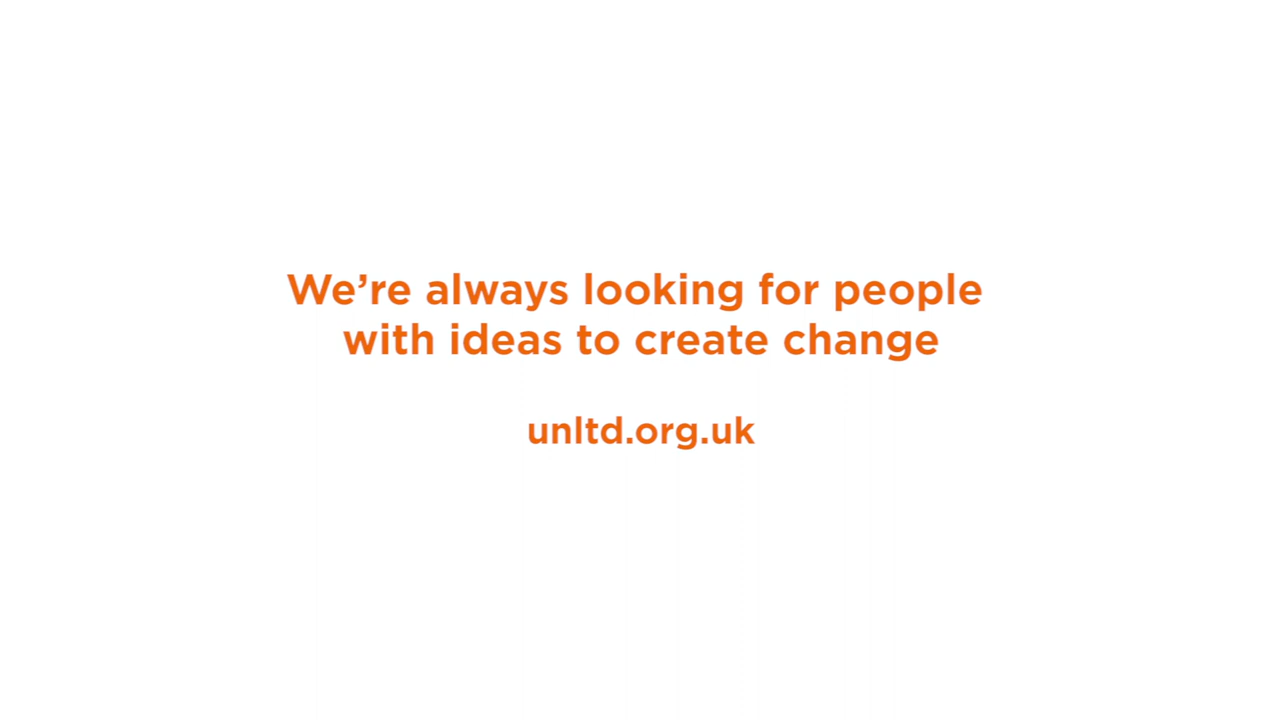 We’re always looking for people
with ideas to create change
unltd.org.uk